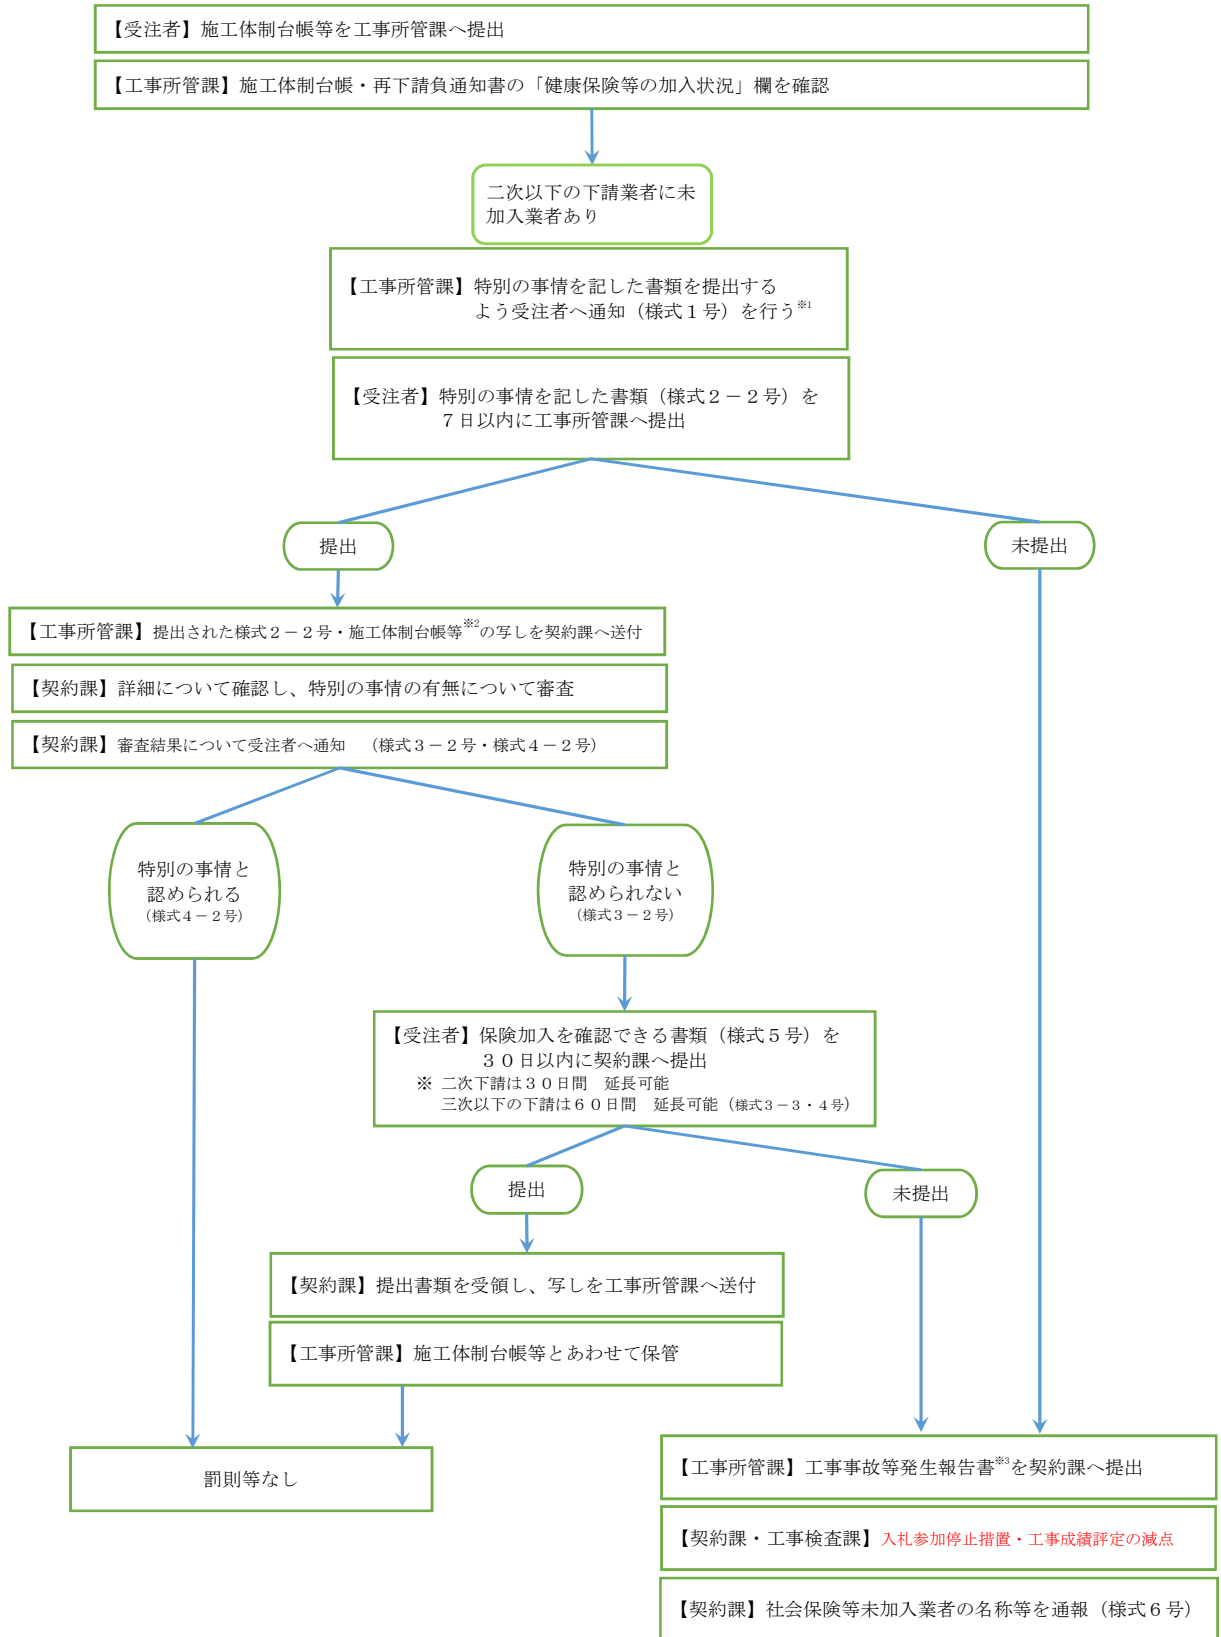 【受注者】施工体制台帳等を工事所管課へ提出
【工事所管課】施工体制台帳・再下請負通知書の「健康保険等の加入状況」欄を確認
二次以下の下請業者に未
加入業者あり
【工事所管課】特別の事情を記した書類を提出する
よう受注者へ通知（様式１号）を行う※1
【受注者】特別の事情を記した書類（様式２－２号）を
７日以内に工事所管課へ提出
提出
未提出
【工事所管課】提出された様式２－２号・施工体制台帳等※2の写しを契約課へ送付
【契約課】詳細について確認し、特別の事情の有無について審査
【契約課】審査結果について受注者へ通知　（様式３－２号・様式４－２号）
特別の事情と
認められる
（様式４－２号）
特別の事情と
認められない
（様式３－２号）
【受注者】保険加入を確認できる書類（様式５号）を
３０日以内に契約課へ提出
※ 二次下請は３０日間　延長可能
三次以下の下請は６０日間　延長可能（様式３－３・４号）
提出
未提出
【契約課】提出書類を受領し、写しを工事所管課へ送付
【工事所管課】施工体制台帳等とあわせて保管
罰則等なし
【工事所管課】工事事故等発生報告書※3を契約課へ提出
【契約課・工事検査課】入札参加停止措置・工事成績評定の減点
【契約課】社会保険等未加入業者の名称等を通報（様式６号）